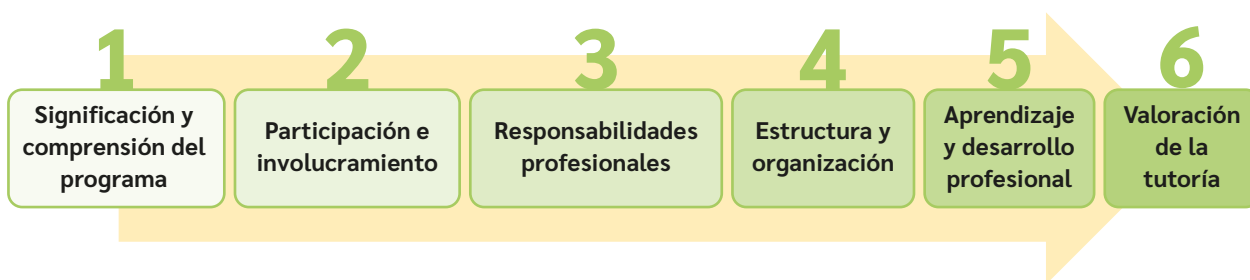 1
Significación y
comprensión del
programa
2
Participación e
involucramiento
3
Responsabilidades
profesionales
4
Estructura y
organización
5
Aprendizaje
y desarrollo
profesional
6
Valoración
de la
tutoría